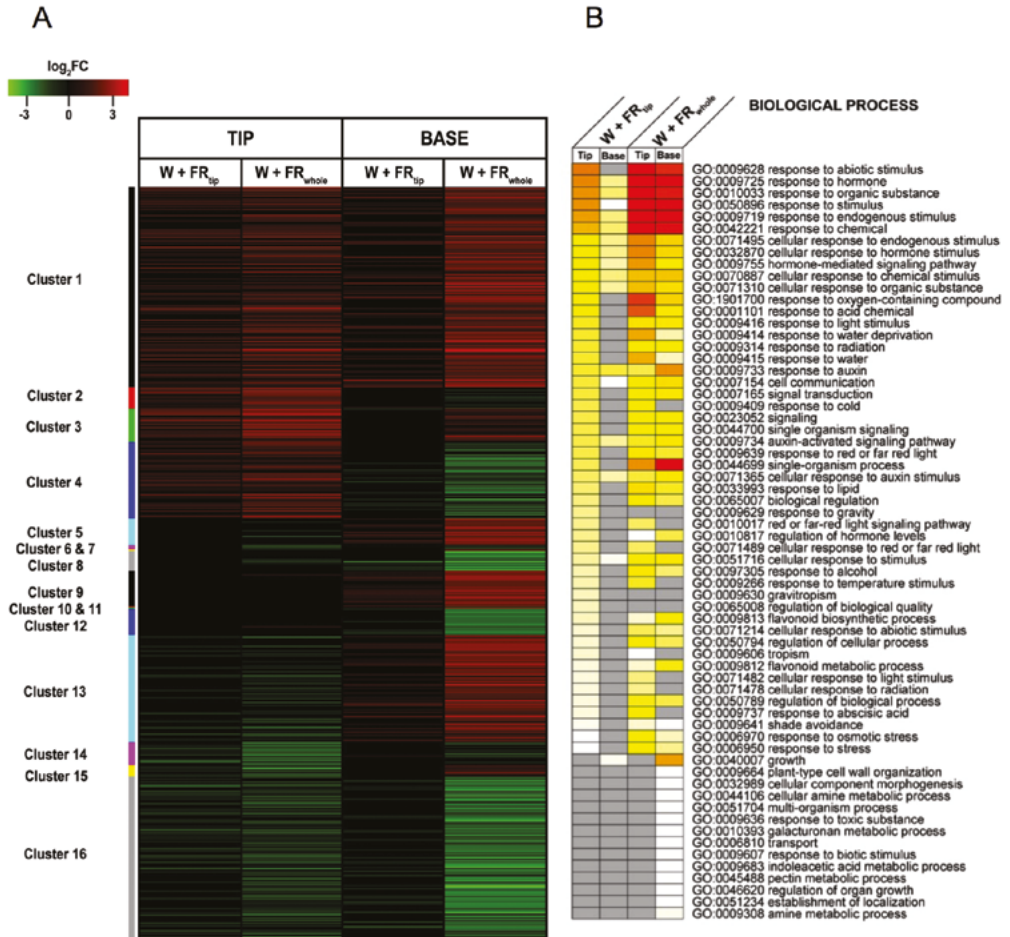 A
B
log2FC
-3 0 3
TIP BASE
W + FRtip W + FRwhole W + FRtip W + FRwhole
Cluster 1
Cluster 2
Cluster 3
Cluster 4
Cluster 5
Cluster 6 & 7
Cluster 8
Cluster 9
Cluster 10 & 11
Cluster 12
Cluster 13
Cluster 14
Cluster 15
Cluster 16
W + FRtip W + FRwhole
BIOLOGICAL PROCESS
Tip Base Tip Base
GO:0009628 response to abiotic stimulus
GO:0009725 response to hormone
GO:0010033 response to organic substance
GO:0050896 response to stimulus
GO:0009719 response to endogenous stimulus
GO:0042221 response to chemical
GO:0071495 cellular response to endogenous stimulus
GO:0032870 cellular response to hormone stimulus
GO:0009755 hormone-mediated signaling pathway
GO:0070887 cellular response to chemical stimulus
GO:0071310 cellular response to organic substance
GO:1901700 response to oxygen-containing compound
GO:0001101 response to acid chemical
GO:0009416 response to light stimulus
GO:0009414 response to water deprivation
GO:0009314 response to radiation
GO:0009415 response to water
GO:0009733 response to auxin
GO:0007154 cell communication
GO:0007165 signal transduction
GO:0009409 response to cold
GO:0023052 signaling
GO:0044700 single organism signaling
GO:0009734 auxin-activated signaling pathway
GO:0009639 response to red or far red light
GO:0044699 single-organism process
GO:0071365 cellular response to auxin stimulus
GO:0033993 response to lipid
GO:0065007 biological regulation
GO:0009629 response to gravity
GO:0010017 red or far-red light signaling pathway
GO:0010817 regulation of hormone levels
GO:0071489 cellular response to red or far red light
GO:0051716 cellular response to stimulus
GO:0097305 response to alcohol
GO:0009266 response to temperature stimulus
GO:0009630 gravitropism
GO:0065008 regulation of biological quality
GO:0009813 flavonoid biosynthetic process
GO:0071214 cellular response to abiotic stimulus
GO:0050794 regulation of cellular process
GO:0009606 tropism
GO:0009812 flavonoid metabolic process
GO:0071482 cellular response to light stimulus
GO:0071478 cellular response to radiation
GO:0050789 regulation of biological process
GO:0009737 response to abscisic acid
GO:0009641 shade avoidance
GO:0006970 response to osmotic stress
GO:0006950 response to stress
GO:0040007 growth
GO:0009664 plant-type cell wall organization
GO:0032989 cellular component morphogenesis
GO:0044106 cellular amine metabolic process
GO:0051704 multi-organism process
GO:0009636 response to toxic substance
GO:0010393 galacturonan metabolic process
GO:0006810 transport
GO:0009607 response to biotic stimulus
GO:0009683 indoleacetic acid metabolic process
GO:0045488 pectin metabolic process
GO:0046620 regulation of organ growth
GO:0051234 establishment of localization
GO:0009308 amine metabolic process